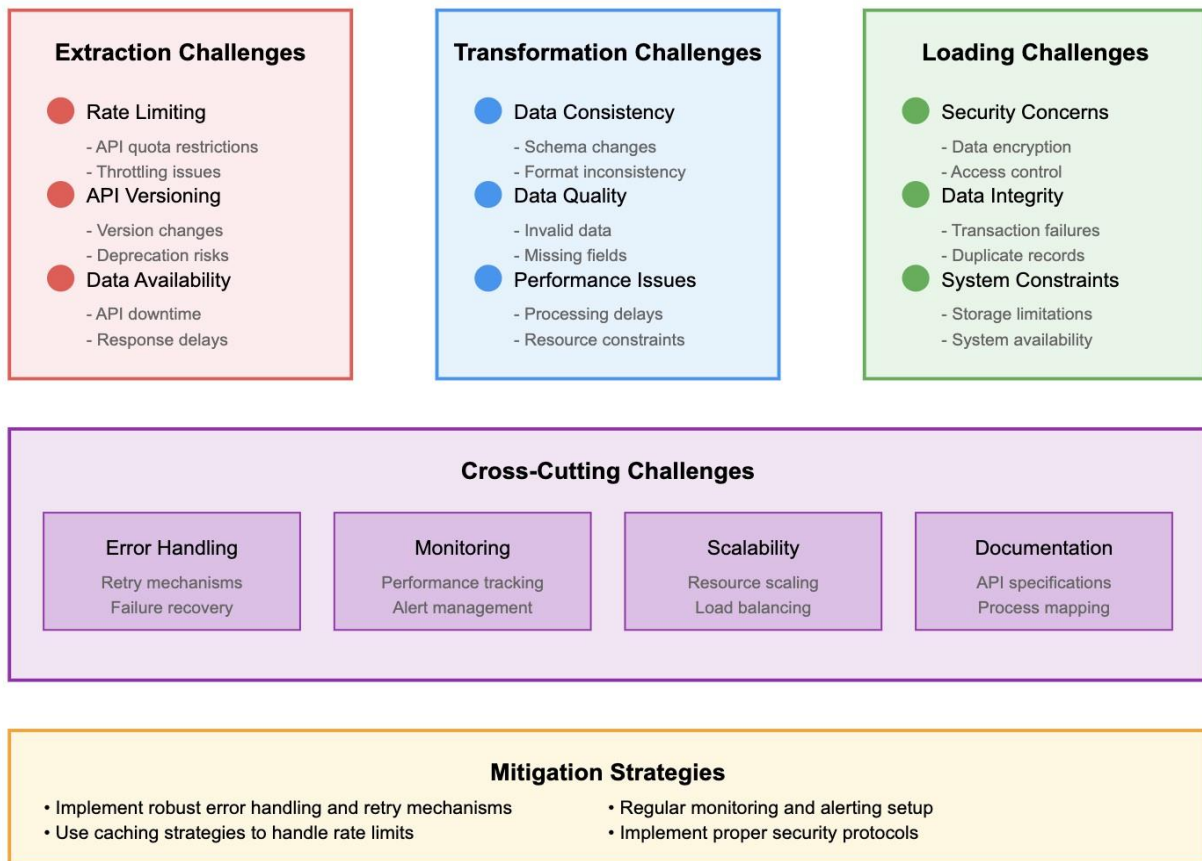 Extraction Challenges
Rate Limiting
- API quota restrictions
- Throttling issues
API Versioning
- Version changes
- Deprecation risks
Data Availability
- API downtime
- Response delays
Transformation Challenges
Data Consistency
- Schema changes
- Format inconsistency
Data Quality
- Invalid data
- Missing fields
Performance Issues
- Processing delays
- Resource constraints
Loading Challenges
Security Concerns
- Data encryption
- Access control
Data Integrity
- Transaction failures
- Duplicate records
System Constraints
- Storage limitations
- System availability
Cross-Cutting Challenges
Error Handling
Retry mechanisms
Failure recovery
Monitoring
Performance tracking
Alert management
Scalability
Resource scaling
Load balancing
Documentation
API specifications
Process mapping
Mitigation Strategies
• Implement robust error handling and retry mechanisms
• Use caching strategies to handle rate limits
• Regular monitoring and alerting setup
• Implement proper security protocols